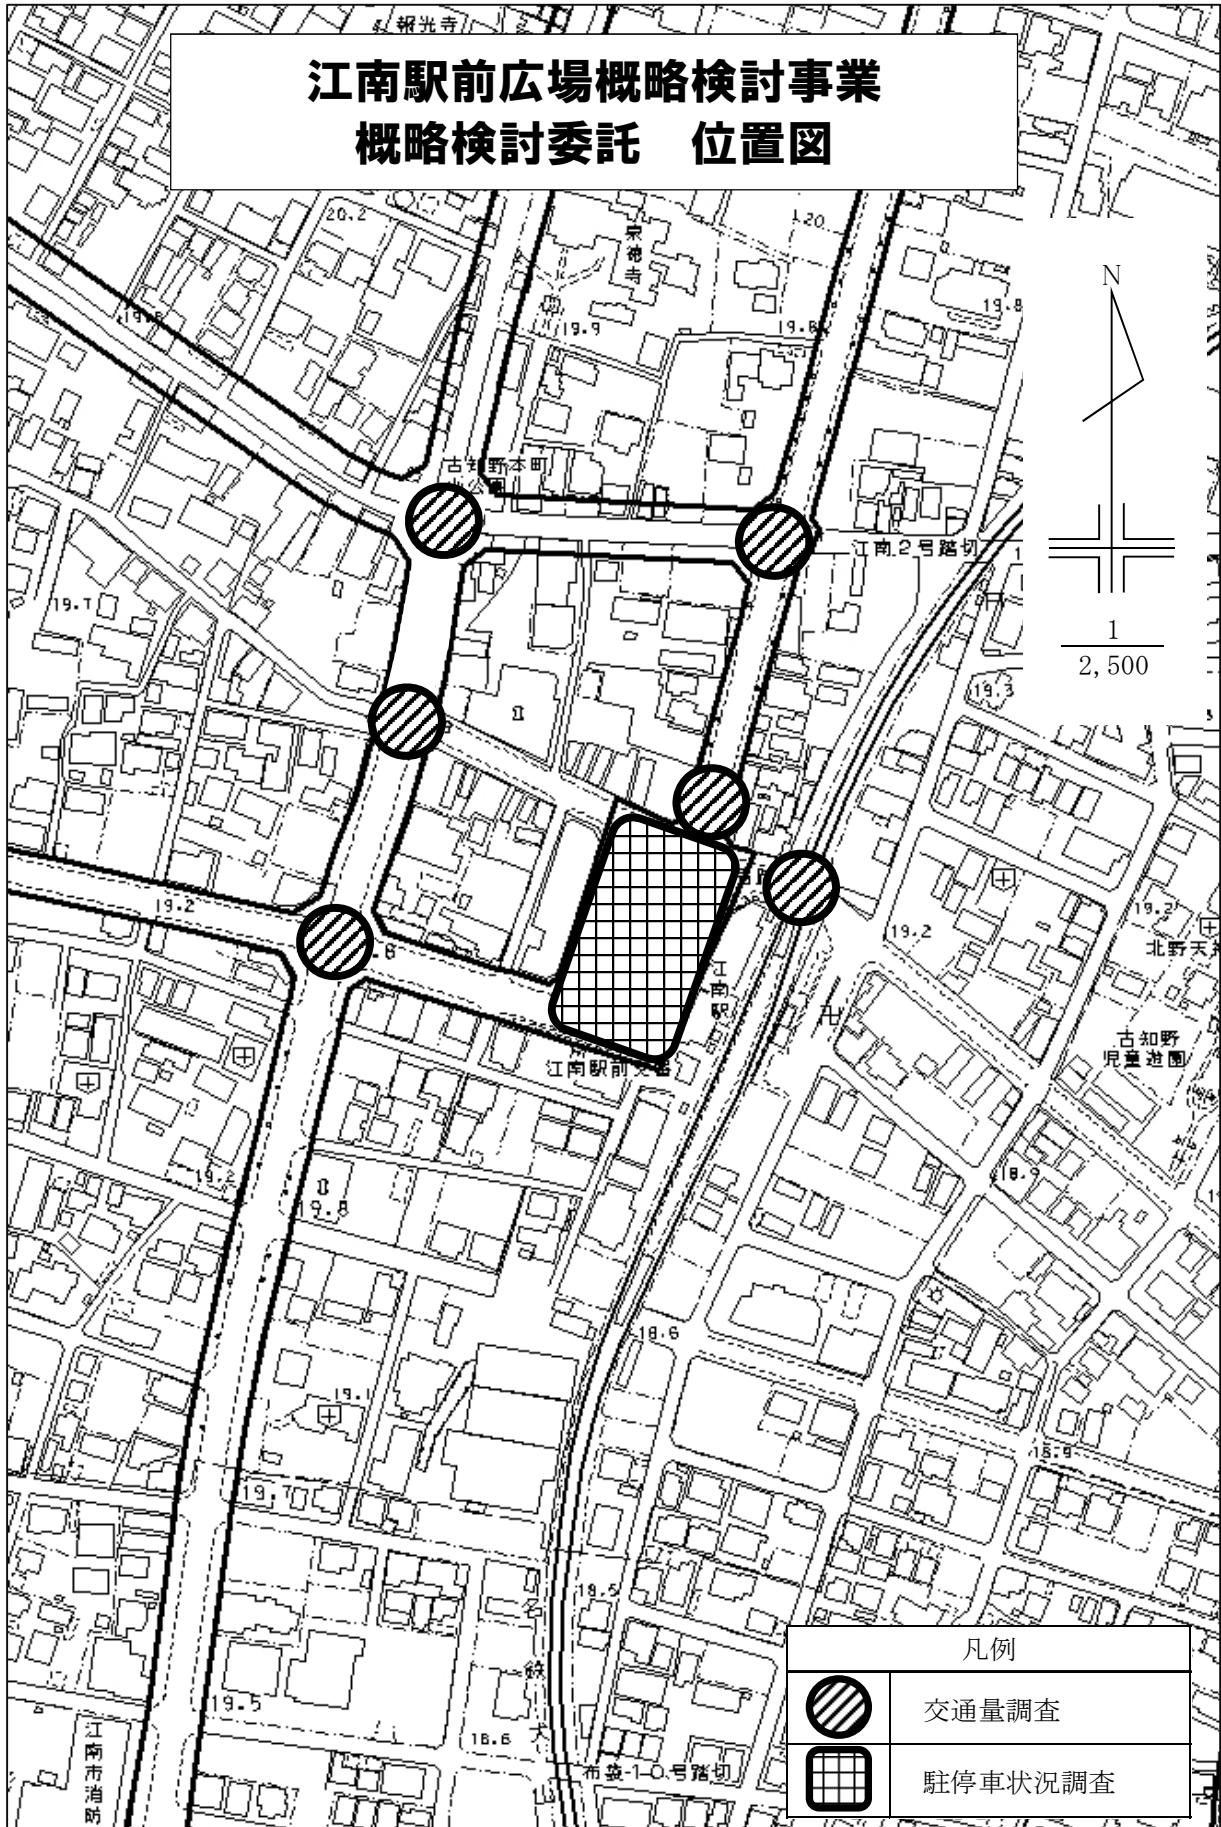 報光寺
江南駅前広場概略検討事業
概略検討委託 位置図
20.2
宗徳寺
120
N
19.8
19.9
19.8
古知野本町
江南2号踏切
1
2,500
19.7
19.3
19.2
19.2
19.2
北野天
江南駅
古知野
児童遊園
江南駅前交番
18.9
19.2
19.8
18.6
19.1
18.9
19.7
18.5
名
鉄
犬
山
19.5
18.6
江南市消防
布袋10号踏切
凡例
交通量調査
駐停車状況調査